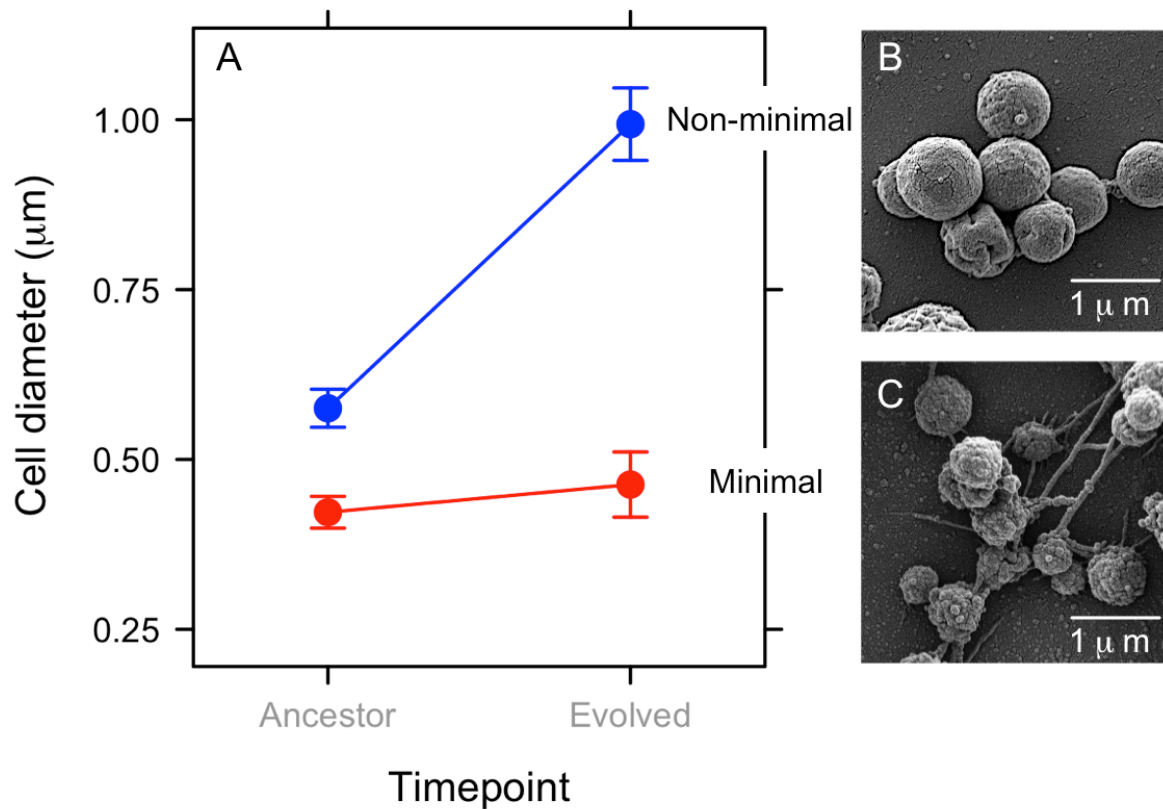 A
Cell diameter (μm)
1.00
0.75
0.50
0.25
Non-minimal
Minimal
Ancestor
Evolved
Timepoint
B
1 μ m
C
1 μ m